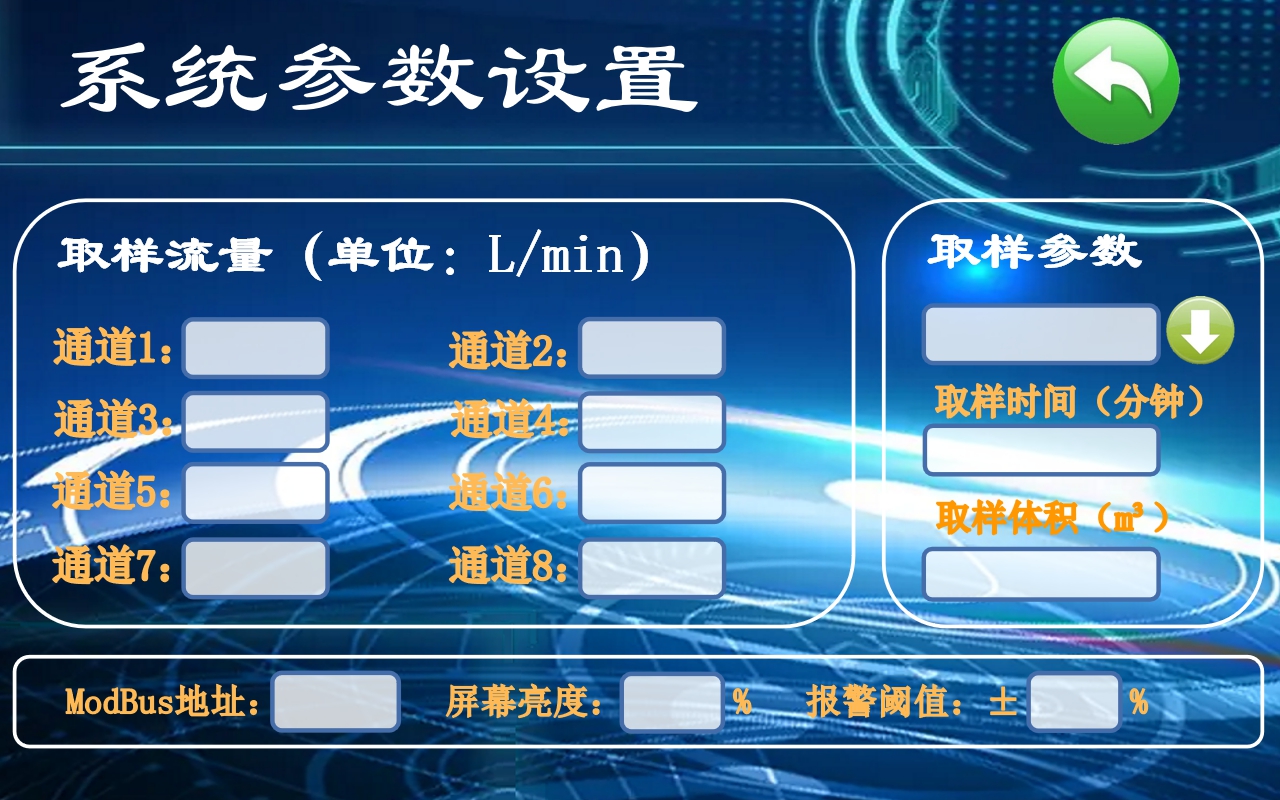 系统参数设置
取样流量（单位：L/min）
通道1：
通道2：
通道3：
通道4：
通道5：
通道6：
通道7：
通道8：
取样参数
取样时间（分钟）
取样体积（m³）
ModBus地址：
屏幕亮度： %
报警阈值：± %